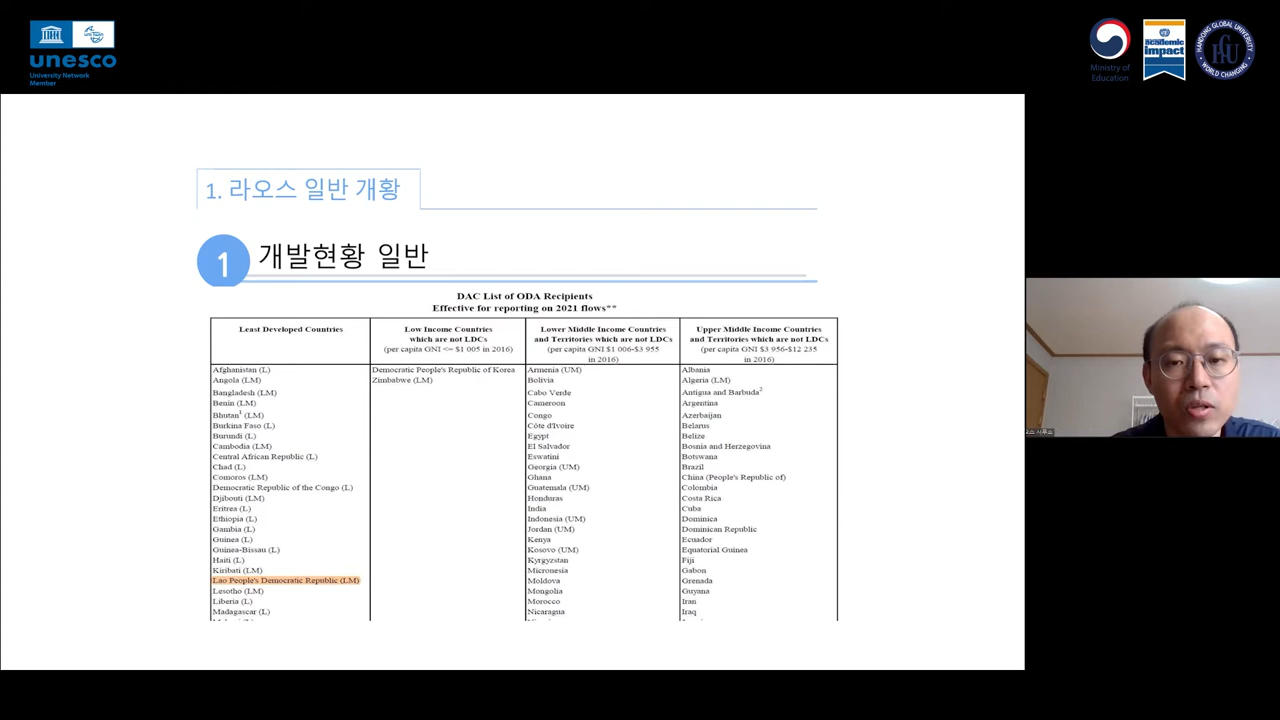 unesco
University Network
Member
Ministry of
Education
academic
impact
HANDONG GLOBAL UNIVERSITY
WORLD CHANGING
1. 라오스 일반 개황
1
개발현황 일반
DAC List of ODA Recipients
Effective for reporting on 2021 flows**
Least Developed Countries
Low Income Countries
which are not LDCs
(per capita GNI <= $1 005 in 2016)
Lower Middle Income Countries
and Territories which are not LDCs
(per capita GNI $1 006-$3 955
in 2016)
Upper Middle Income Countries
and Territories which are not LDCs
(per capita GNI $3 956-$12 235
in 2016)
Afghanistan (L)
Angola (LM)
Bangladesh (LM)
Benin (LM)
Bhutan1 (LM)
Burkina Faso (L)
Burundi (L)
Cambodia (LM)
Central African Republic (L)
Chad (L)
Comoros (LM)
Democratic Republic of the Congo (L)
Djibouti (LM)
Eritrea (L)
Ethiopia (L)
Gambia (L)
Guinea (L)
Guinea-Bissau (L)
Haiti (L)
Kiribati (LM)
Lao People's Democratic Republic (LM)
Lesotho (LM)
Liberia (L)
Madagascar (L)
Democratic People's Republic of Korea
Zimbabwe (LM)
Armenia (UM)
Bolivia
Cabo Verde
Cameroon
Congo
Côte d'Ivoire
Egypt
El Salvador
Eswatini
Georgia (UM)
Ghana
Guatemala (UM)
Honduras
India
Indonesia (UM)
Jordan (UM)
Kenya
Kosovo (UM)
Kyrgyzstan
Micronesia
Moldova
Mongolia
Morocco
Nicaragua
Albania
Algeria (LM)
Antigua and Barbuda2
Argentina
Azerbaijan
Belarus
Belize
Bosnia and Herzegovina
Botswana
Brazil
China (People's Republic of)
Colombia
Costa Rica
Cuba
Dominica
Dominican Republic
Ecuador
Equatorial Guinea
Fiji
Gabon
Grenada
Guyana
Iran
Iraq